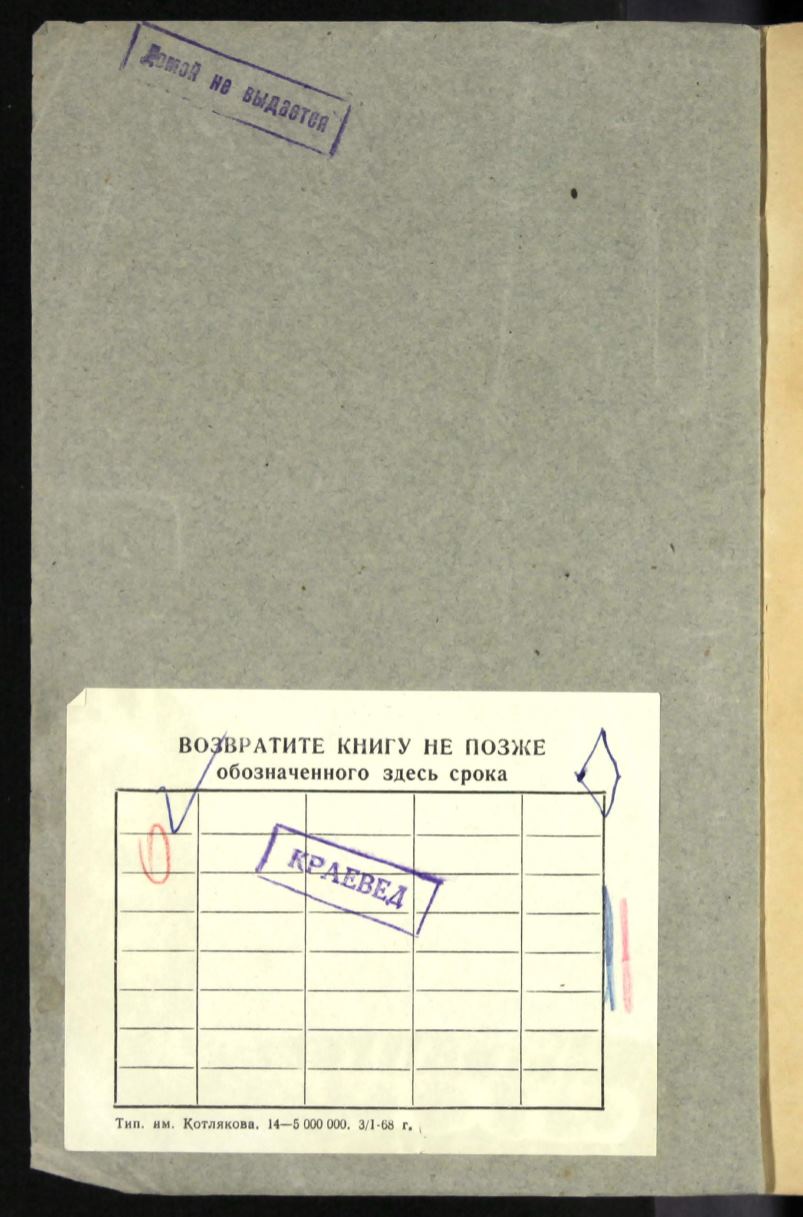 Домой не выдается
ВОЗВРАТИТЕ КНИГУ НЕ ПОЗЖЕ
обозначенного здесь срока
КРАЕВЕД
Тип. им. Котлякова. 14—5 000 000. 3/I-68 г.